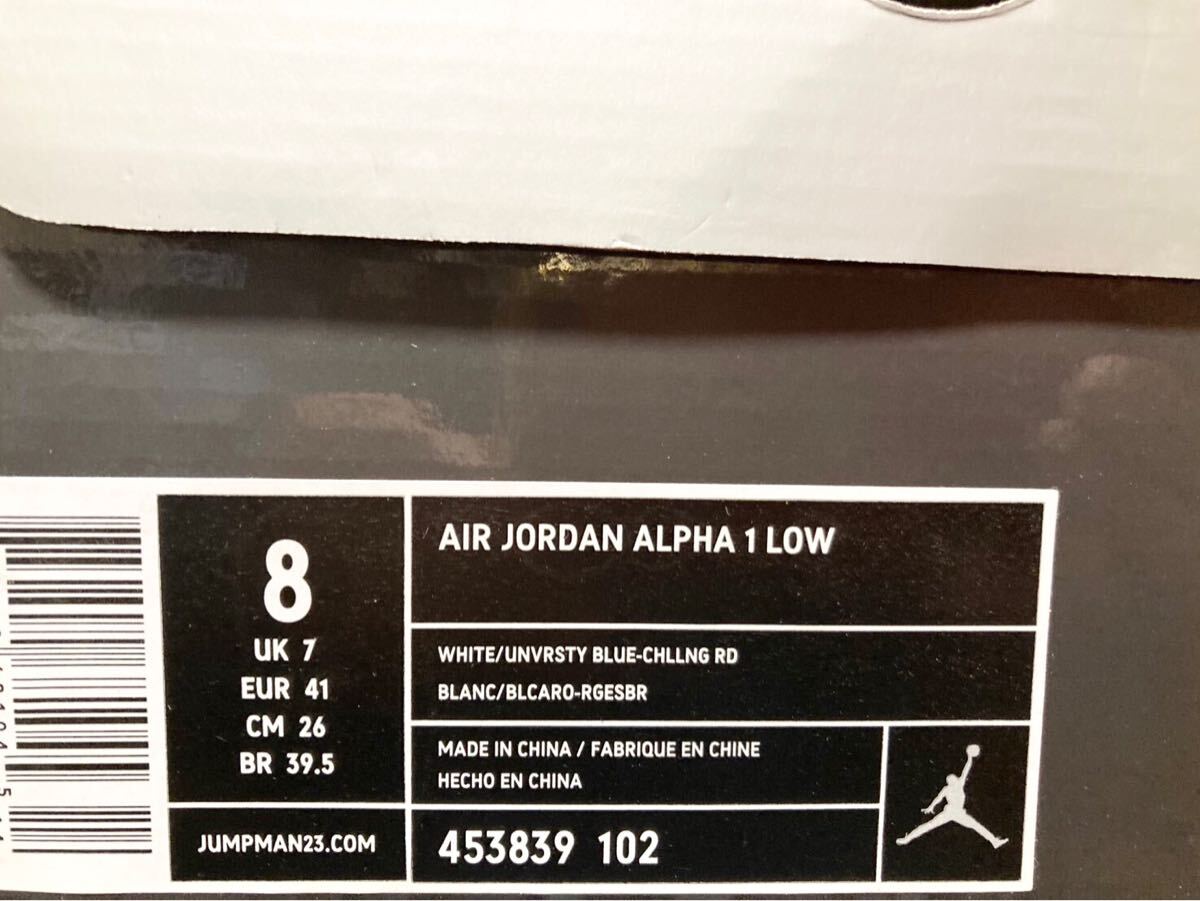 8
UK 7
EUR 41
CM 26
BR 39.5
JUMPMAN23.COM
AIR JORDAN ALPHA 1 LOW
WHITE/UNVRSTY BLUE-CHLLNG RD
BLANC/BLCARO-RGESBR
MADE IN CHINA / FABRIQUE EN CHINE
HECHO EN CHINA
453839 102